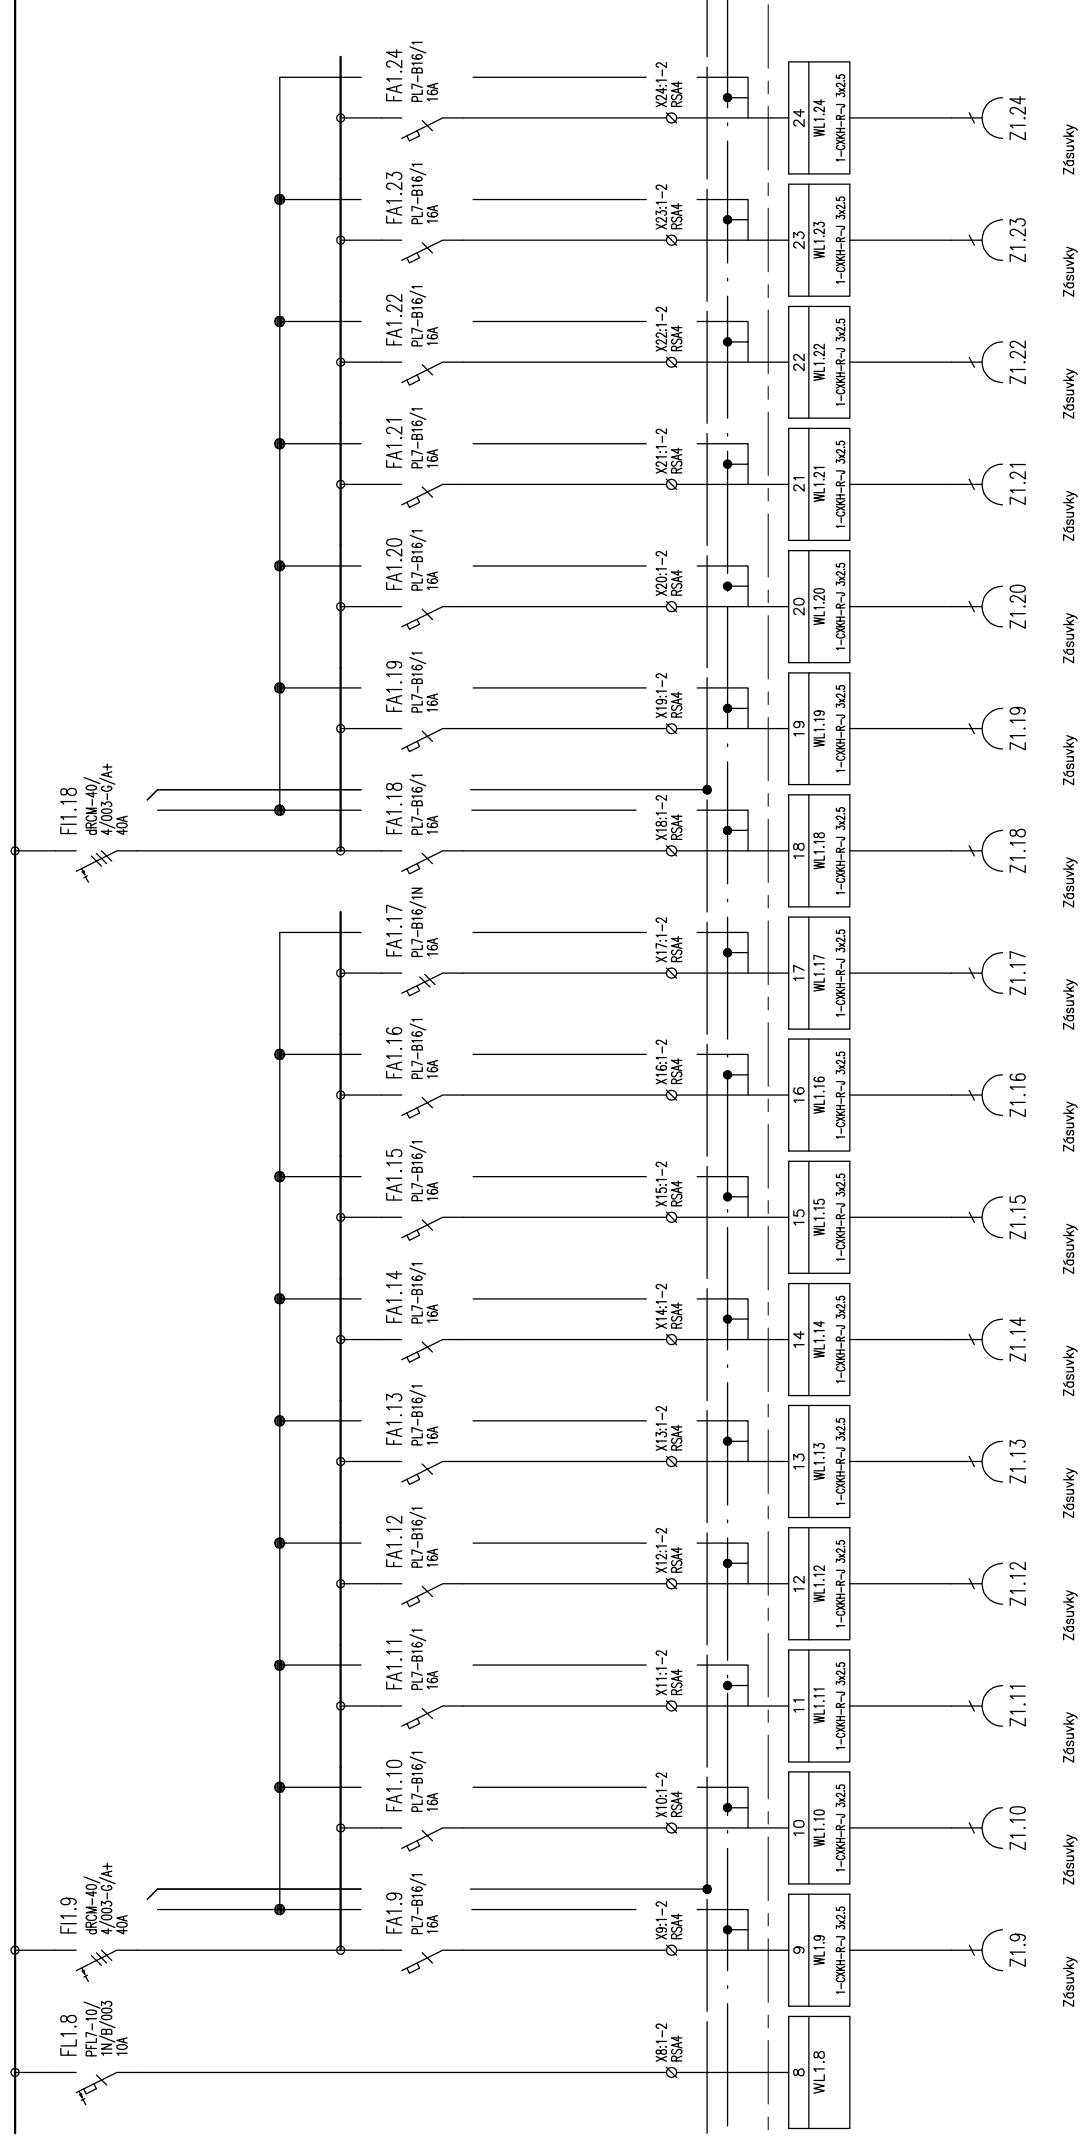 FL1.8
PFL7-10/
1N/B/003
10A
X8:1-2
RSA4
8
WL1.8
FI1.9
dRCM-40/
4/003-G/A+
40A
FA1.9
PL7-B16/1
16A
X9:1-2
RSA4
9
WL1.9
1-CXKH-R-J 3x2.5
Z1.9
Zásuvky
FA1.10
PL7-B16/1
16A
X10:1-2
RSA4
10
WL1.10
1-CXKH-R-J 3x2.5
Z1.10
Zásuvky
FA1.11
PL7-B16/1
16A
X11:1-2
RSA4
11
WL1.11
1-CXKH-R-J 3x2.5
Z1.11
Zásuvky
FA1.12
PL7-B16/1
16A
X12:1-2
RSA4
12
WL1.12
1-CXKH-R-J 3x2.5
Z1.12
Zásuvky
FA1.13
PL7-B16/1
16A
X13:1-2
RSA4
13
WL1.13
1-CXKH-R-J 3x2.5
Z1.13
Zásuvky
FA1.14
PL7-B16/1
16A
X14:1-2
RSA4
14
WL1.14
1-CXKH-R-J 3x2.5
Z1.14
Zásuvky
FA1.15
PL7-B16/1
16A
X15:1-2
RSA4
15
WL1.15
1-CXKH-R-J 3x2.5
Z1.15
Zásuvky
FA1.16
PL7-B16/1
16A
X16:1-2
RSA4
16
WL1.16
1-CXKH-R-J 3x2.5
Z1.16
Zásuvky
FA1.17
PL7-B16/1N
16A
X17:1-2
RSA4
17
WL1.17
1-CXKH-R-J 3x2.5
Z1.17
Zásuvky
FI1.18
dRCM-40/
4/003-G/A+
40A
FA1.18
PL7-B16/1
16A
X18:1-2
RSA4
18
WL1.18
1-CXKH-R-J 3x2.5
Z1.18
Zásuvky
FA1.19
PL7-B16/1
16A
X19:1-2
RSA4
19
WL1.19
1-CXKH-R-J 3x2.5
Z1.19
Zásuvky
FA1.20
PL7-B16/1
16A
X20:1-2
RSA4
20
WL1.20
1-CXKH-R-J 3x2.5
Z1.20
Zásuvky
FA1.21
PL7-B16/1
16A
X21:1-2
RSA4
21
WL1.21
1-CXKH-R-J 3x2.5
Z1.21
Zásuvky
FA1.22
PL7-B16/1
16A
X22:1-2
RSA4
22
WL1.22
1-CXKH-R-J 3x2.5
Z1.22
Zásuvky
FA1.23
PL7-B16/1
16A
X23:1-2
RSA4
23
WL1.23
1-CXKH-R-J 3x2.5
Z1.23
Zásuvky
FA1.24
PL7-B16/1
16A
X24:1-2
RSA4
24
WL1.24
1-CXKH-R-J 3x2.5
Z1.24
Zásuvky